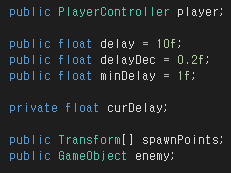 public PlayerController player;
public float delay = 10f;
public float delayDec = 0.2f;
public float minDelay = 1f;
private float curDelay;
public Transform[] spawnPoints;
public GameObject enemy;